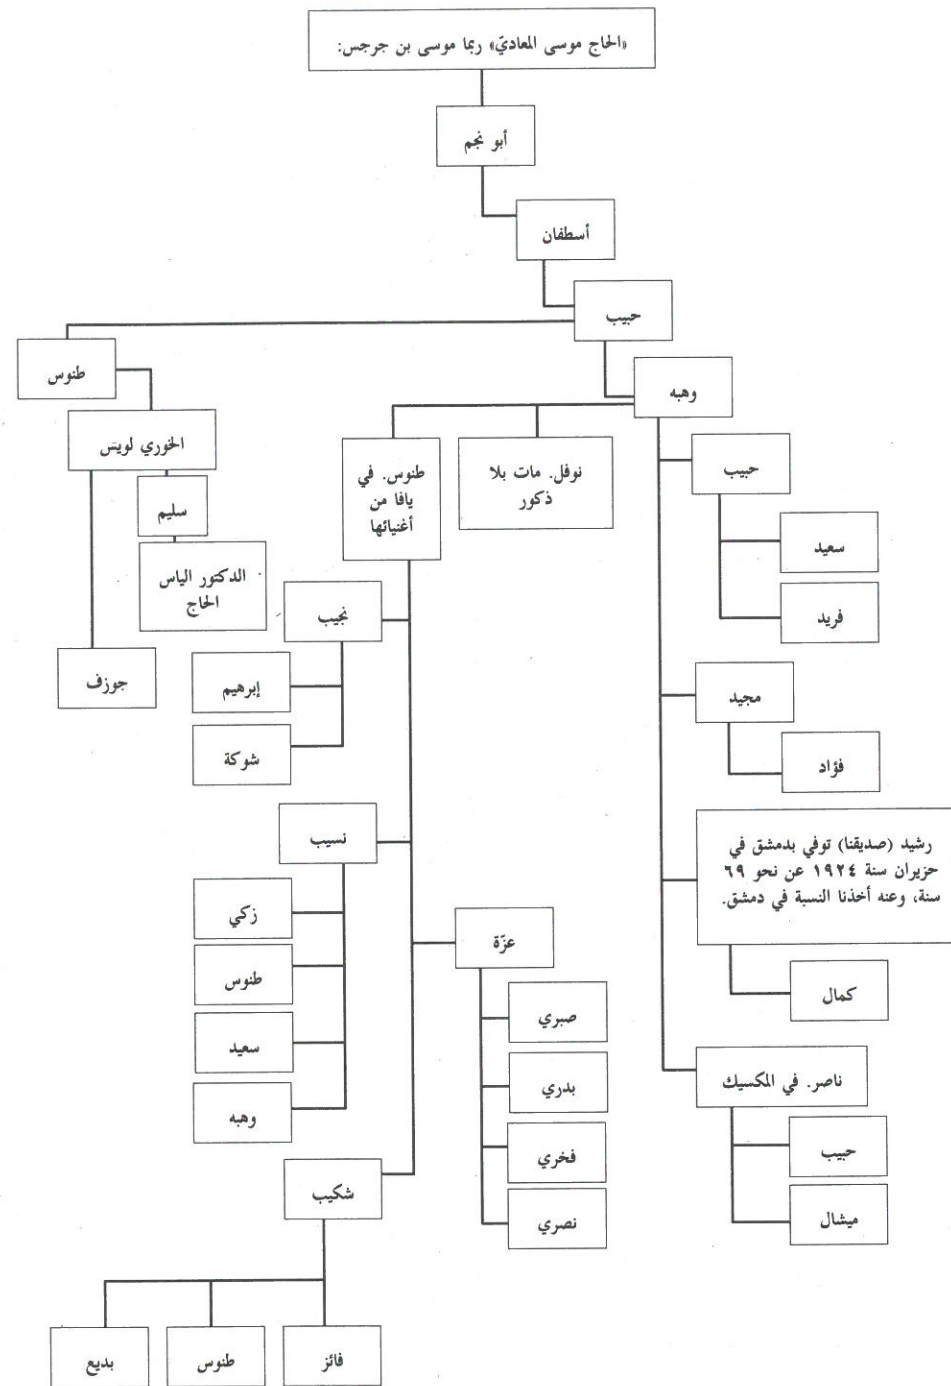 «الحاج موسى المعاديّ» ربما موسى بن جرجس:
أبو نجم
أسطفان
حبيب
طنوس
وهبه
الخوري لويس
سليم
الدكتور الياس
الحاج
جوزف
طنوس. في
يافا من
أغنيائها
نوفل. مات بلا
ذكور
حبيب
سعيد
فريد
مجيد
فؤاد
رشيد (صديقنا) توفي بدمشق في
حزيران سنة ١٩٢٤ عن نحو ٦٩
سنة، وعنه أخذنا النسبة في دمشق.
كمال
ناصر. في المكسيك
حبيب
ميشال
نجيب
إبرهيم
شوكة
نسيب
زكي
طنوس
سعيد
وهبه
عزّة
صبري
بدري
فخري
نصري
شكيب
فائز
طنوس
بديع